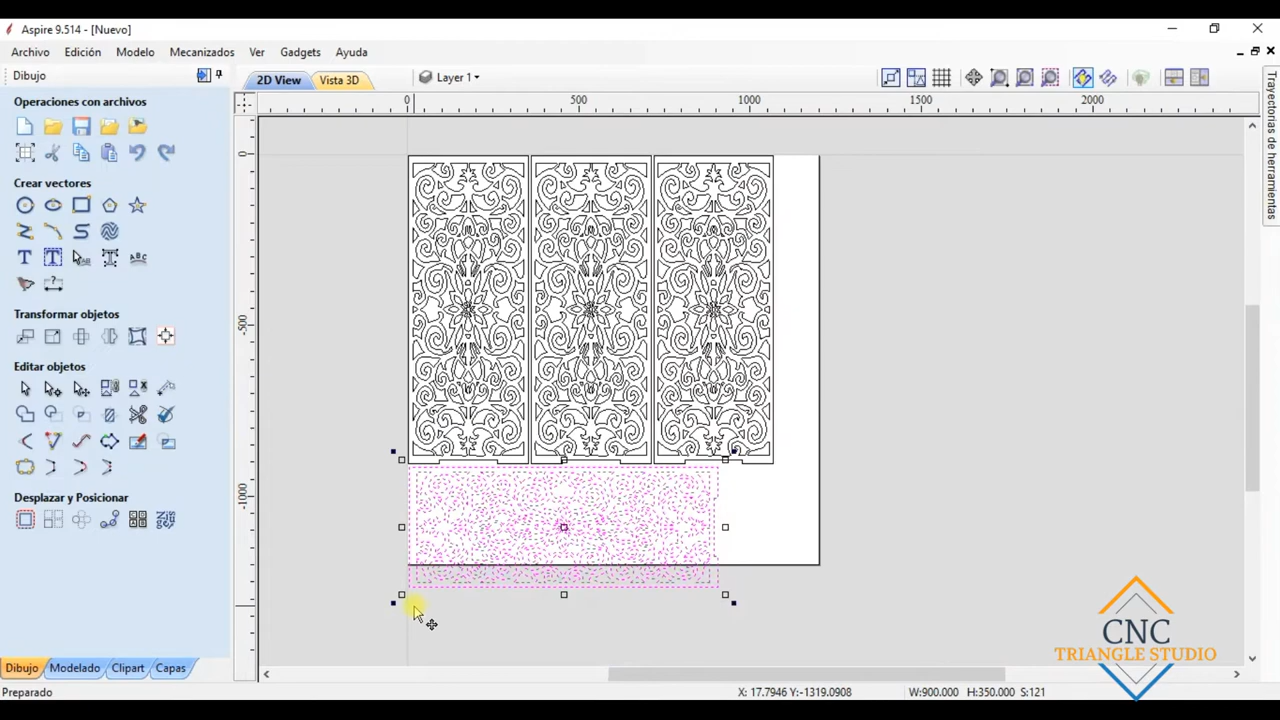 Aspire 9.514 - [Nuevo]
Archivo Edición Modelo Mecanizados Ver Gadgets Ayuda
Dibujo
2D View Vista 3D Layer 1
Operaciones con archivos
Crear vectores
Transformar objetos
Editar objetos
Desplazar y Posicionar
0 500 1000 1500 2000
0
-500
-1000
Trayectorias de herramientas
Dibujo Modelado Clipart Capas
Preparado
X: 17.7946 Y:-1319.0908
W:900.000 H:350.000 S:121
CNC
TRIANGLE STUDIO